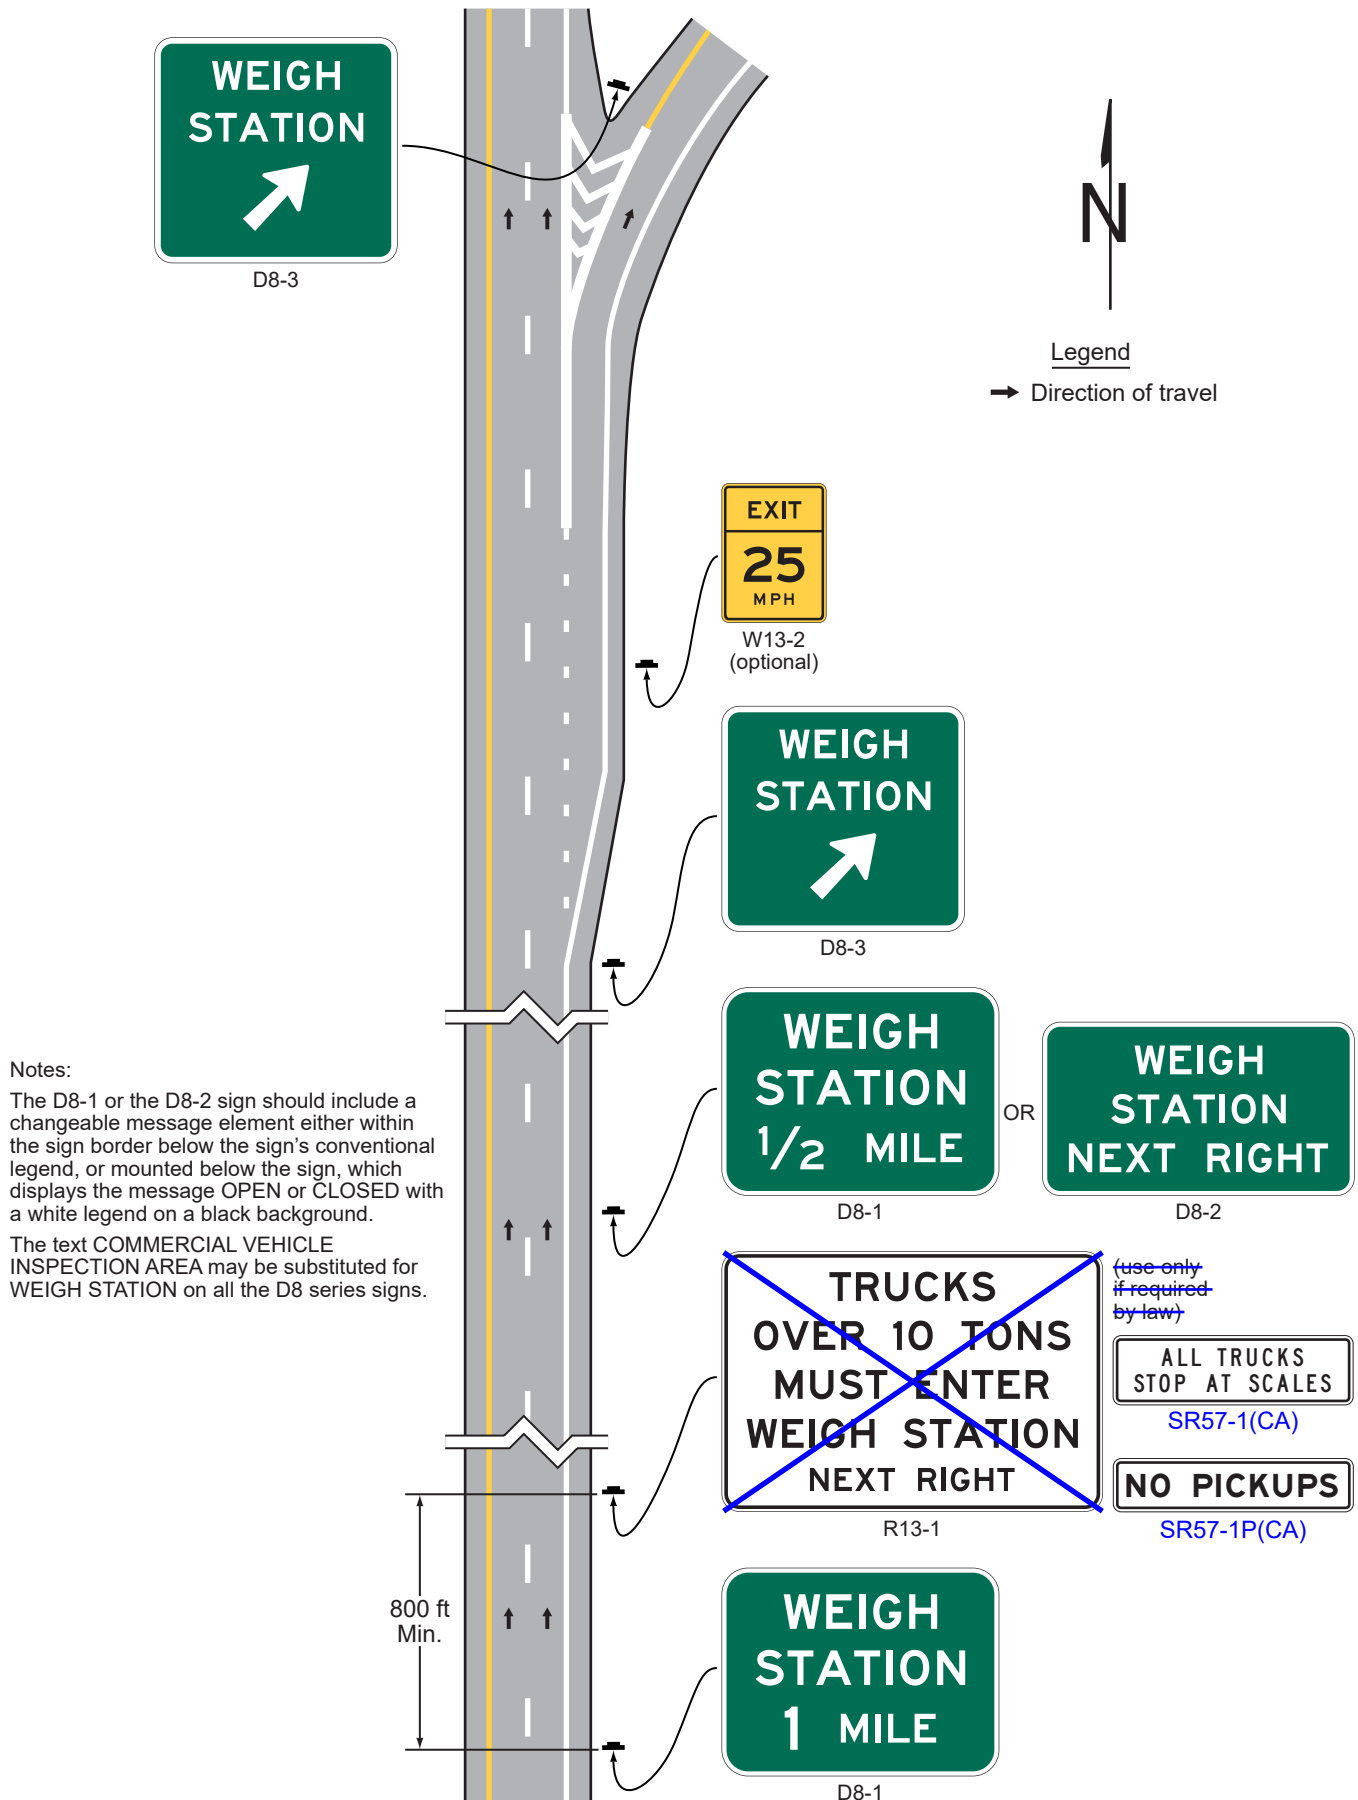 WEIGH
STATION
D8-3
N
Legend
Direction of travel
EXIT
25
MPH
W13-2
(optional)
WEIGH
STATION
D8-3
WEIGH
STATION
1/2 MILE
D8-1
OR
WEIGH
STATION
NEXT RIGHT
D8-2
Notes:
The D8-1 or the D8-2 sign should include a
changeable message element either within
the sign border below the sign’s conventional
legend, or mounted below the sign, which
displays the message OPEN or CLOSED with
a white legend on a black background.
The text COMMERCIAL VEHICLE
INSPECTION AREA may be substituted for
WEIGH STATION on all the D8 series signs.
TRUCKS
OVER 10 TONS
MUST ENTER
WEIGH STATION
NEXT RIGHT
R13-1
(use only
if required
by law)
ALL TRUCKS
STOP AT SCALES
SR57-1(CA)
NO PICKUPS
SR57-1P(CA)
800 ft
Min.
WEIGH
STATION
1 MILE
D8-1